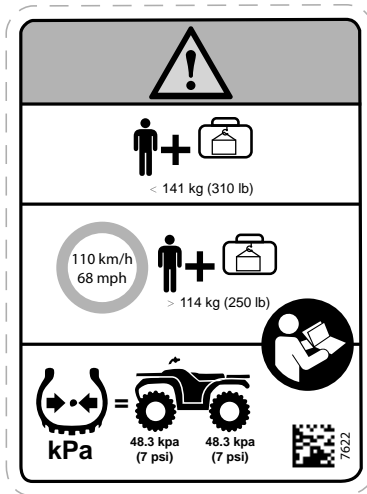 < 141 kg (310 lb)
110 km/h
68 mph
> 114 kg (250 lb)
kPa
=
48.3 kpa
(7 psi)
48.3 kpa
(7 psi)
7622